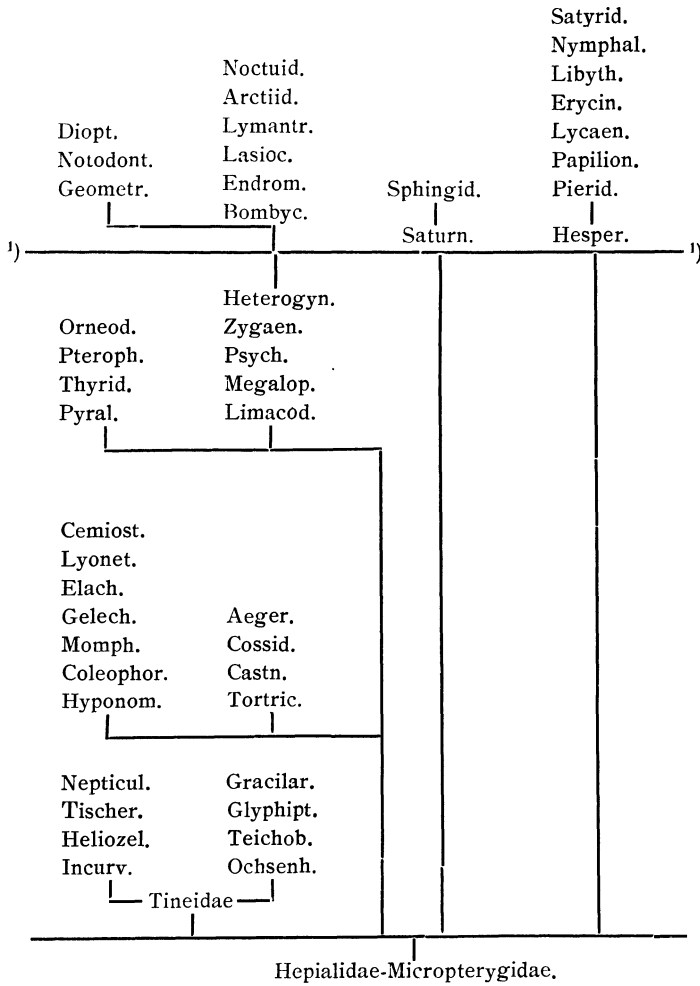 Satyrid.
Nymphal.
Libyth.
Erycin.
Lycaen.
Papilion.
Pierid.
Hesper.
Noctuid.
Arctiid.
Lymantr.
Lasioc.
Endrom.
Bombyc.
Diopt.
Notodont.
Geometr.
Sphingid.
Saturn.
¹)
¹)
Heterogyn.
Zygaen.
Psych.
Megalop.
Limacod.
Orneod.
Pteroph.
Thyrid.
Pyral.
Cemiost.
Lyonet.
Elach.
Gelech.
Momph.
Coleophor.
Hyponom.
Aeger.
Cossid.
Castn.
Tortric.
Nepticul.
Tischer.
Heliozel.
Incurv.
Gracilar.
Glyphipt.
Teichob.
Ochsenh.
Tineidae
Hepialidae-Micropterygidae.